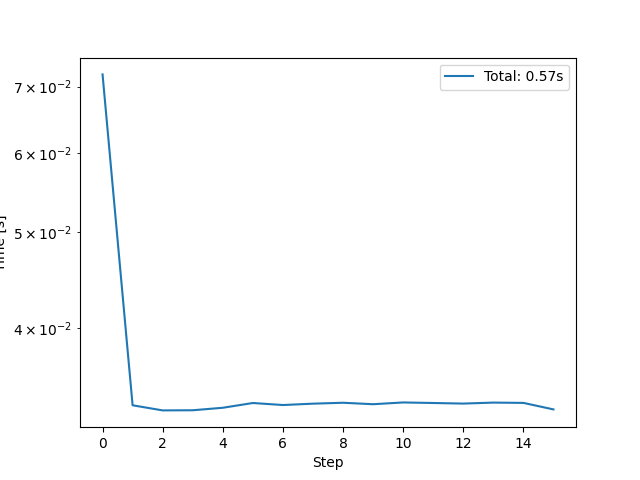 Total: 0.57s
7 × 10⁻²
6 × 10⁻²
5 × 10⁻²
4 × 10⁻²
[s]
0 2 4 6 8 10 12 14
Step